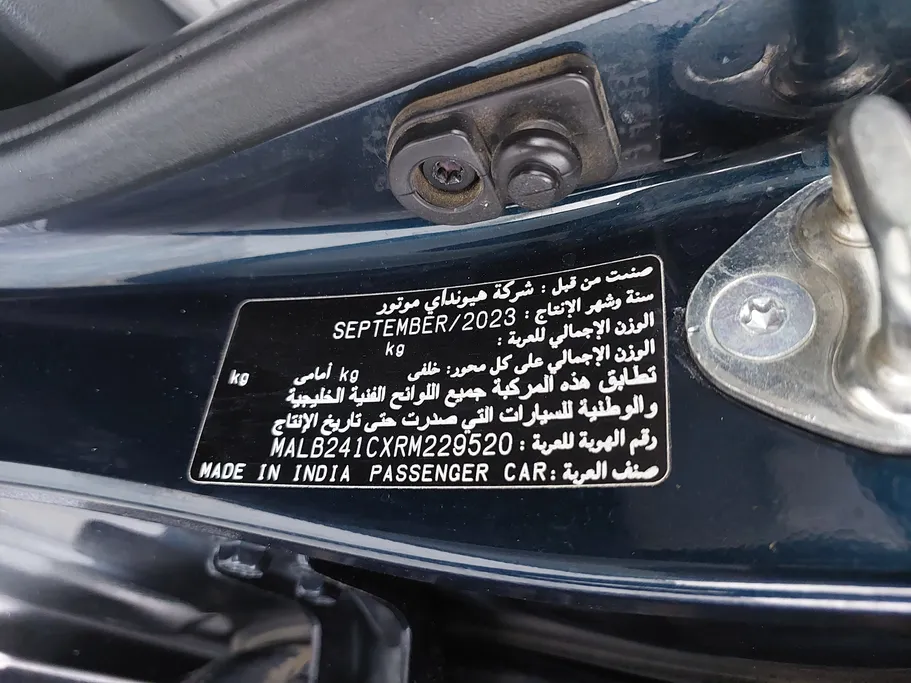 صنعت من قبل : شركة هيونداي موتور
سنة وشهر الإنتاج : SEPTEMBER/2023
الوزن الإجمالي للعربة : kg
الوزن الإجمالي على كل محور: خلفى kg أمامى kg
تطابق هذه المركبة جميع اللوائح الفنية الخليجية
والوطنية للسيارات التي صدرت حتى تاريخ الإنتاج
رقم الهوية للعربة : MALB241CXRM229520
صنف العربة : MADE IN INDIA PASSENGER CAR